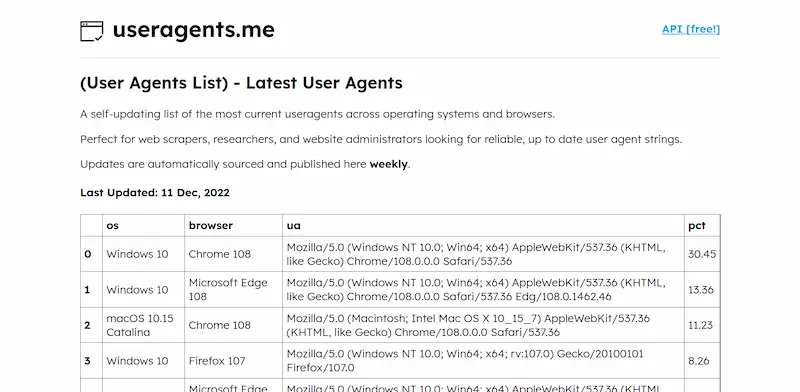 useragents.me API [free!]
(User Agents List) - Latest User Agents
A self-updating list of the most current useragents across operating systems and browsers.
Perfect for web scrapers, researchers, and website administrators looking for reliable, up to date user agent strings.
Updates are automatically sourced and published here weekly.
Last Updated: 11 Dec, 2022
os browser ua pct
0 Windows 10 Chrome 108 Mozilla/5.0 (Windows NT 10.0; Win64; x64) AppleWebKit/537.36 (KHTML,
like Gecko) Chrome/108.0.0.0 Safari/537.36 30.45
1 Windows 10 Microsoft Edge
108 Mozilla/5.0 (Windows NT 10.0; Win64; x64) AppleWebKit/537.36 (KHTML,
like Gecko) Chrome/108.0.0.0 Safari/537.36 Edg/108.0.1462.46 13.36
2 macOS 10.15
Catalina Chrome 108 Mozilla/5.0 (Macintosh; Intel Mac OS X 10_15_7) AppleWebKit/537.36
(KHTML, like Gecko) Chrome/108.0.0.0 Safari/537.36 11.23
3 Windows 10 Firefox 107 Mozilla/5.0 (Windows NT 10.0; Win64; x64; rv:107.0) Gecko/20100101
Firefox/107.0 8.26
Microsoft Edge Mozilla/5.0 (Windows NT 10.0; Win64; x64) AppleWebKit/537.36 (KHTML,